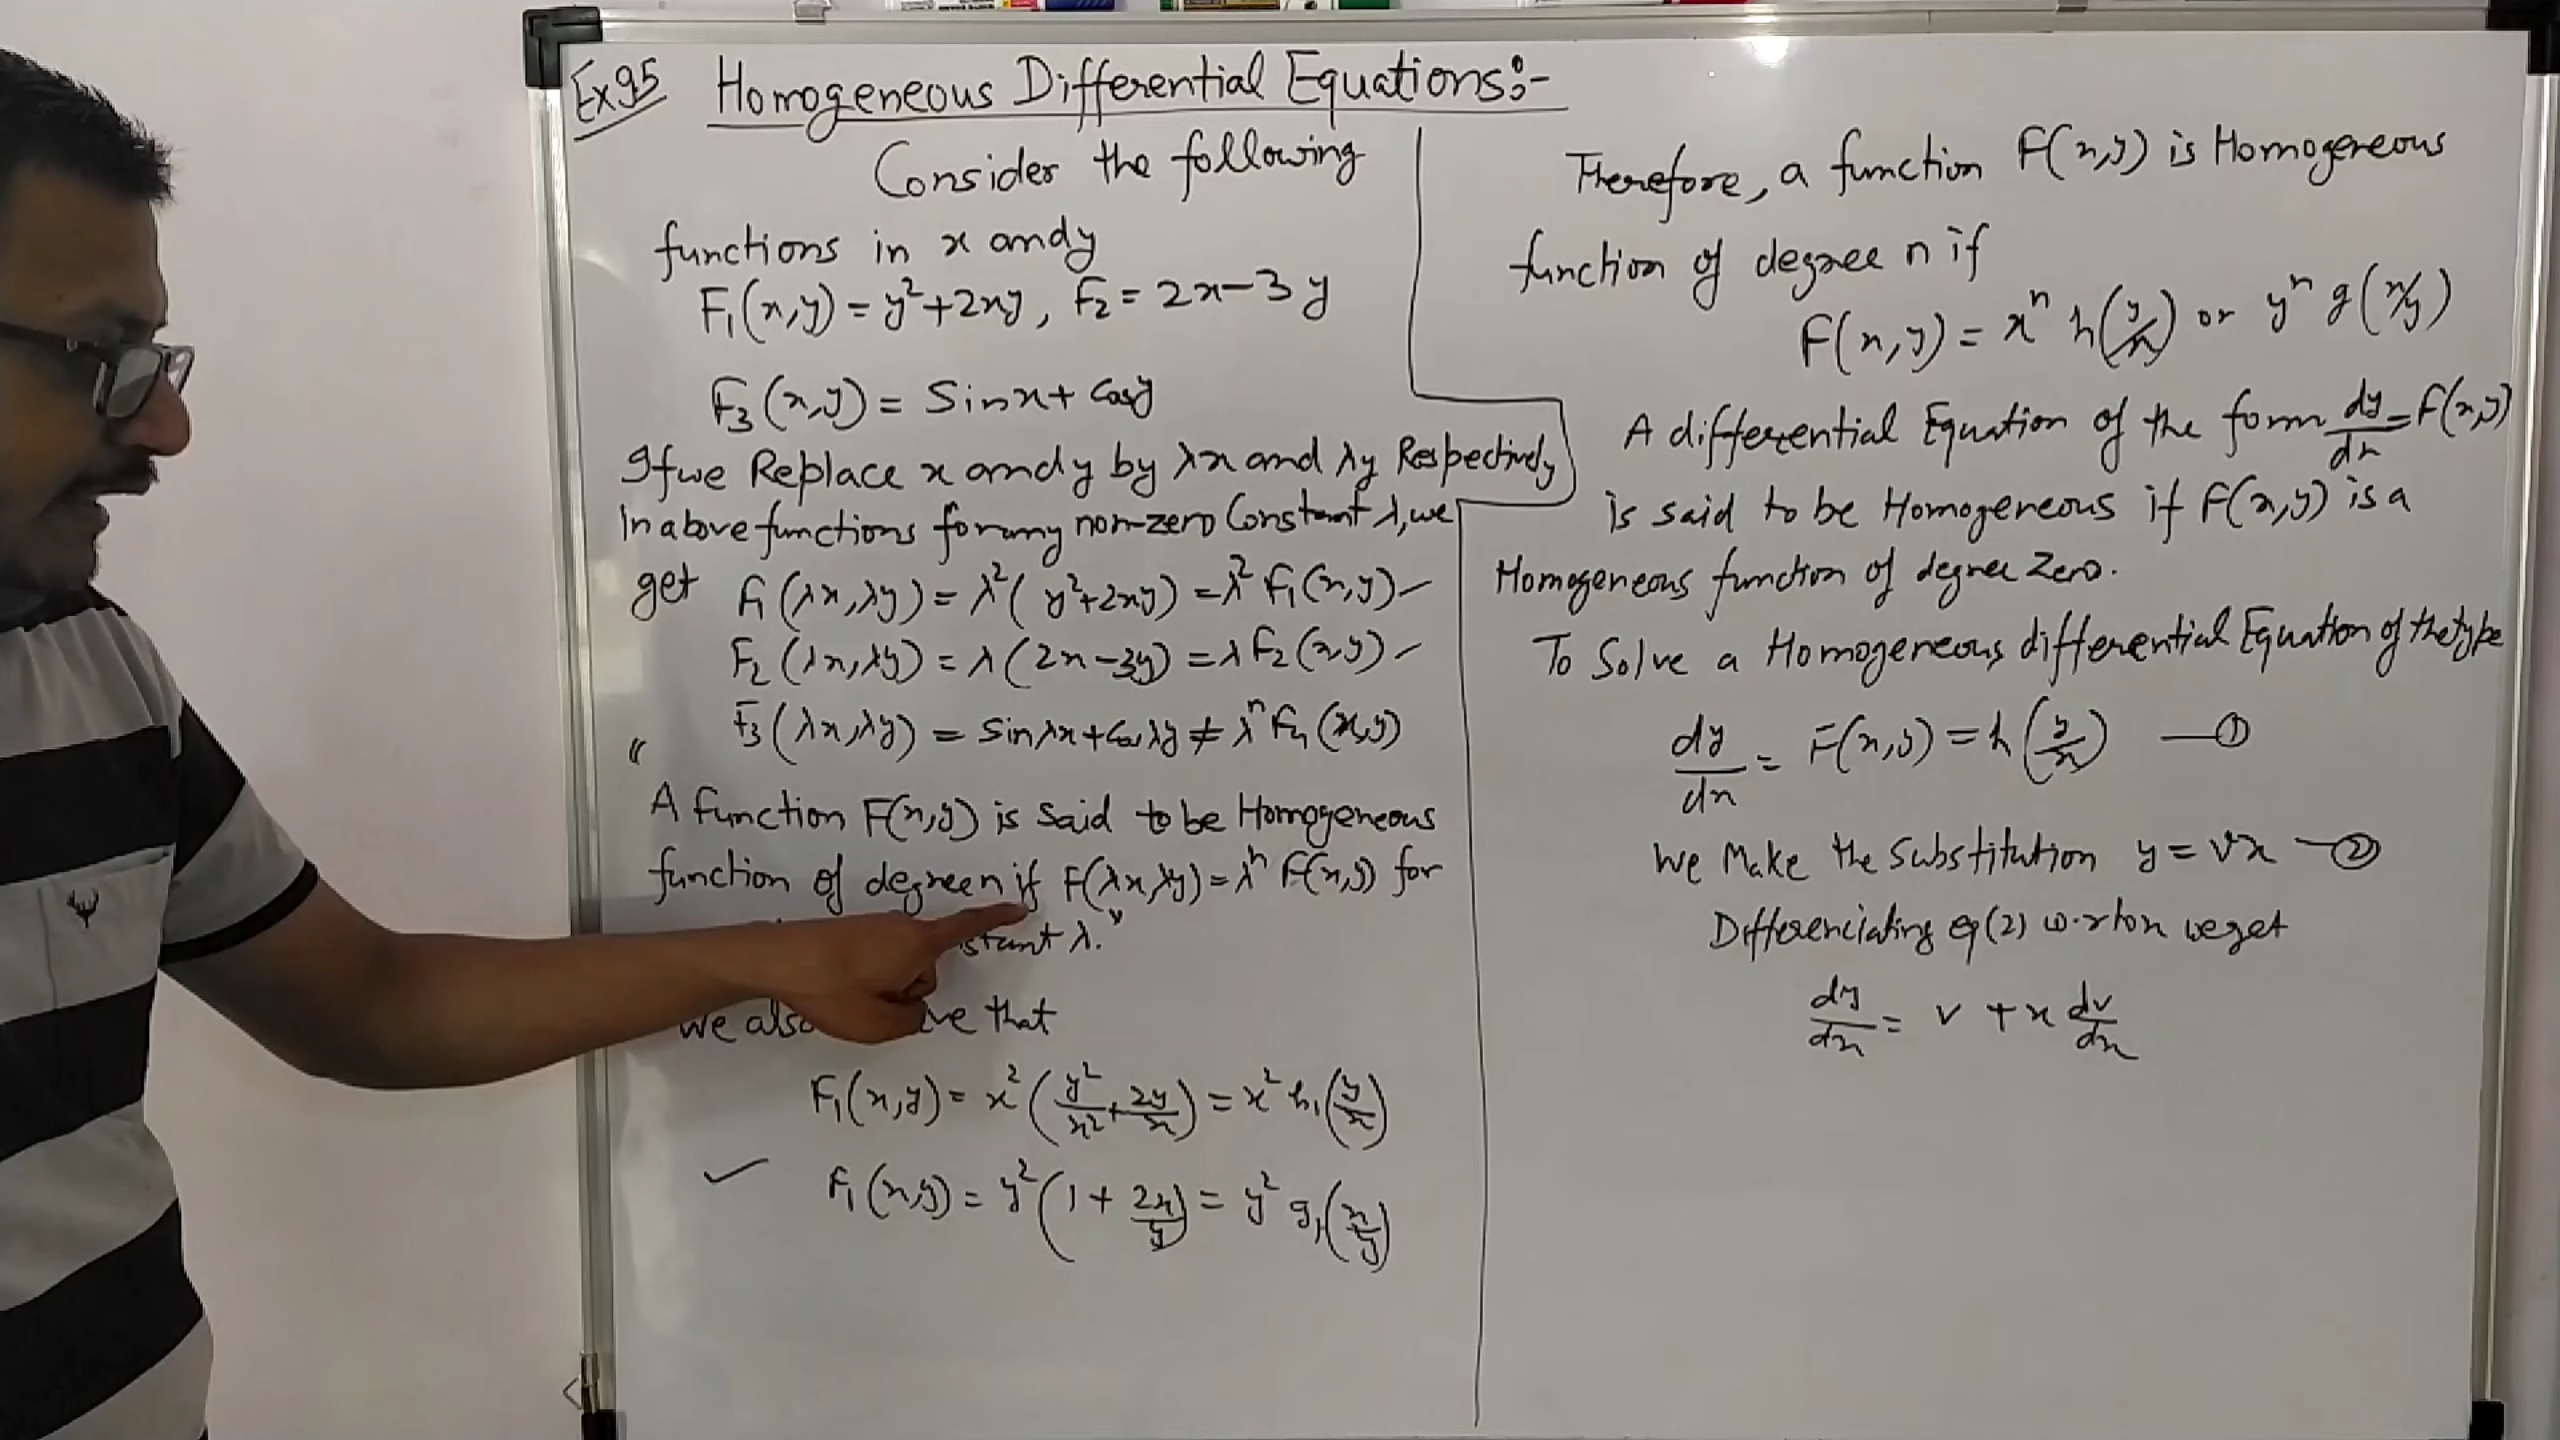 Ex 9.5 Homogeneous Differential Equations:-
Consider the following
functions in x and y
F₁(x,y) = y²+2xy, F₂ = 2x-3y
F₃(x,y) = Sinx + Cosy
If we Replace x and y by λx and λy Respectively
In above functions for any non-zero Constant λ, we
get F₁(λx,λy) = λ²(y²+2xy) = λ² F₁(x,y)
F₂(λx,λy) = λ(2x-3y) = λ F₂(x,y)
F₃(λx,λy) = Sinλx + Cosλy ≠ λⁿ F₄(x,y)
"A function F(x,y) is said to be Homogeneous
function of degree n if F(λx,λy) = λⁿ F(x,y) for
λ."
we that
F₁(x,y) = x²(y²/x² + 2y/x) = x² h₁(y/x)
✓ F₁(x,y) = y²(1 + 2x/y) = y² g₁(x/y)
Therefore, a function F(x,y) is Homogeneous
function of degree n if
F(x,y) = xⁿ h(y/x) or yⁿ g(x/y)
A differential Equation of the form dy/dx = F(x,y)
is said to be Homogeneous if F(x,y) is a
Homogeneous function of degree Zero.
To Solve a Homogeneous differential Equation of the type
dy/dx = F(x,y) = h(y/x) —①
we Make the Substitution y = vx —②
Differenciating eq(2) w.r to x we get
dy/dx = v + x dv/dx